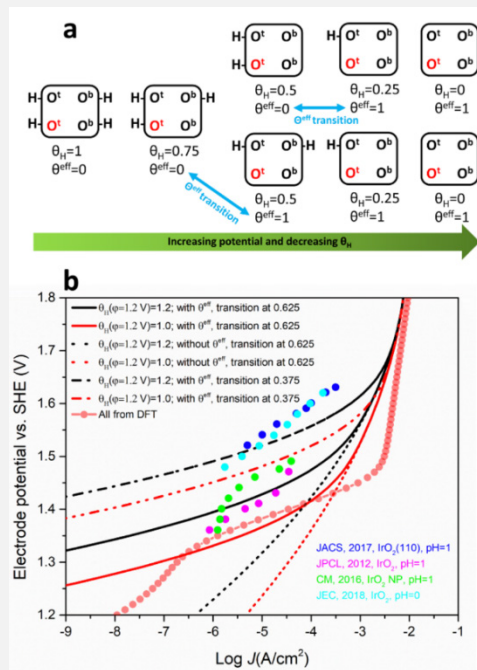 a
H Oᵗ Oᵇ
H Oᵗ Oᵇ
θH=0.5
θᵉᶠᶠ=0
H Oᵗ Oᵇ
Oᵗ Oᵇ
θH=0.25
θᵉᶠᶠ=1
Oᵗ Oᵇ
Oᵗ Oᵇ
θH=0
θᵉᶠᶠ=1
Θᵉᶠᶠ transition
H Oᵗ Oᵇ H
H Oᵗ Oᵇ H
θH=1
θᵉᶠᶠ=0
H Oᵗ Oᵇ H
H Oᵗ Oᵇ
θH=0.75
θᵉᶠᶠ=0
Θᵉᶠᶠ transition
H Oᵗ Oᵇ H
Oᵗ Oᵇ
θH=0.5
θᵉᶠᶠ=1
H Oᵗ Oᵇ
Oᵗ Oᵇ
θH=0.25
θᵉᶠᶠ=1
Oᵗ Oᵇ
Oᵗ Oᵇ
θH=0
θᵉᶠᶠ=1
Increasing potential and decreasing θH
b
θH(φ=1.2 V)=1.2; with θᵉᶠᶠ, transition at 0.625
θH(φ=1.2 V)=1.0; with θᵉᶠᶠ, transition at 0.625
θH(φ=1.2 V)=1.2; without θᵉᶠᶠ, transition at 0.625
θH(φ=1.2 V)=1.0; without θᵉᶠᶠ, transition at 0.625
θH(φ=1.2 V)=1.2; with θᵉᶠᶠ, transition at 0.375
θH(φ=1.2 V)=1.0; with θᵉᶠᶠ, transition at 0.375
All from DFT
JACS, 2017, IrO₂(110), pH=1
JPCL, 2012, IrO₂, pH=1
CM, 2016, IrO₂ NP, pH=1
JEC, 2018, IrO₂, pH=0
Electrode potential vs. SHE (V)
1.8
1.7
1.6
1.5
1.4
1.3
1.2
-9 -8 -7 -6 -5 -4 -3 -2 -1
Log J(A/cm²)